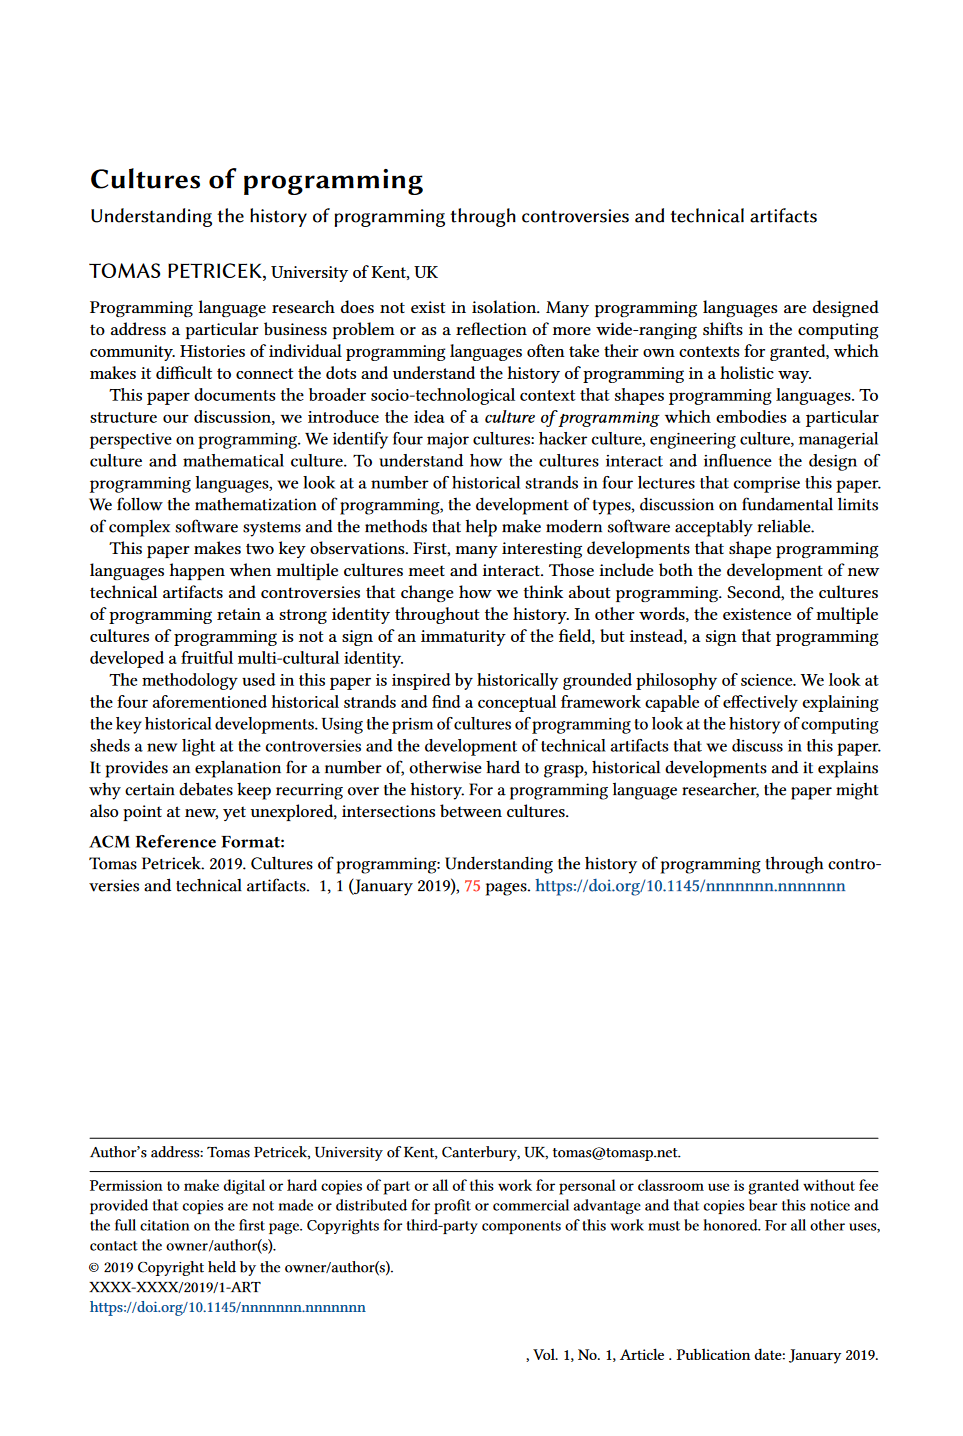 Cultures of programming
Understanding the history of programming through controversies and technical artifacts
TOMAS PETRICEK, University of Kent, UK
Programming language research does not exist in isolation. Many programming languages are designed
to address a particular business problem or as a reflection of more wide-ranging shifts in the computing
community. Histories of individual programming languages often take their own contexts for granted, which
makes it difficult to connect the dots and understand the history of programming in a holistic way.
This paper documents the broader socio-technological context that shapes programming languages. To
structure our discussion, we introduce the idea of a culture of programming which embodies a particular
perspective on programming. We identify four major cultures: hacker culture, engineering culture, managerial
culture and mathematical culture. To understand how the cultures interact and influence the design of
programming languages, we look at a number of historical strands in four lectures that comprise this paper.
We follow the mathematization of programming, the development of types, discussion on fundamental limits
of complex software systems and the methods that help make modern software acceptably reliable.
This paper makes two key observations. First, many interesting developments that shape programming
languages happen when multiple cultures meet and interact. Those include both the development of new
technical artifacts and controversies that change how we think about programming. Second, the cultures
of programming retain a strong identity throughout the history. In other words, the existence of multiple
cultures of programming is not a sign of an immaturity of the field, but instead, a sign that programming
developed a fruitful multi-cultural identity.
The methodology used in this paper is inspired by historically grounded philosophy of science. We look at
the four aforementioned historical strands and find a conceptual framework capable of effectively explaining
the key historical developments. Using the prism of cultures of programming to look at the history of computing
sheds a new light at the controversies and the development of technical artifacts that we discuss in this paper.
It provides an explanation for a number of, otherwise hard to grasp, historical developments and it explains
why certain debates keep recurring over the history. For a programming language researcher, the paper might
also point at new, yet unexplored, intersections between cultures.
ACM Reference Format:
Tomas Petricek. 2019. Cultures of programming: Understanding the history of programming through contro-
versies and technical artifacts. 1, 1 (January 2019), 75 pages. https://doi.org/10.1145/nnnnnnn.nnnnnnn
Author's address: Tomas Petricek, University of Kent, Canterbury, UK, tomas@tomasp.net.
Permission to make digital or hard copies of part or all of this work for personal or classroom use is granted without fee
provided that copies are not made or distributed for profit or commercial advantage and that copies bear this notice and
the full citation on the first page. Copyrights for third-party components of this work must be honored. For all other uses,
contact the owner/author(s).
© 2019 Copyright held by the owner/author(s).
XXXX-XXXX/2019/1-ART
https://doi.org/10.1145/nnnnnnn.nnnnnnn
, Vol. 1, No. 1, Article . Publication date: January 2019.